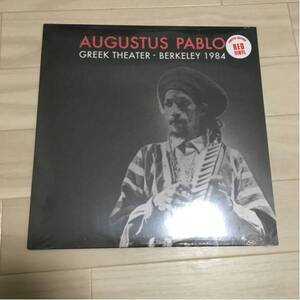 AUGUSTUS PABLO
GREEK THEATER - BERKELEY 1984
RED
VINYL